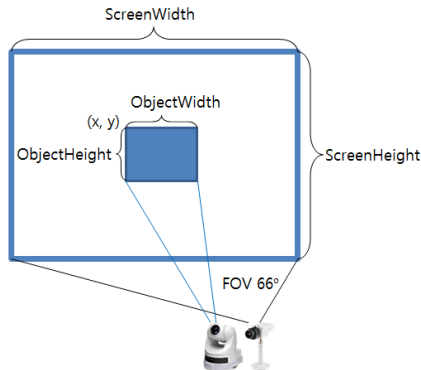 ScreenWidth
ObjectWidth
(x, y)
ObjectHeight
ScreenHeight
FOV 66°